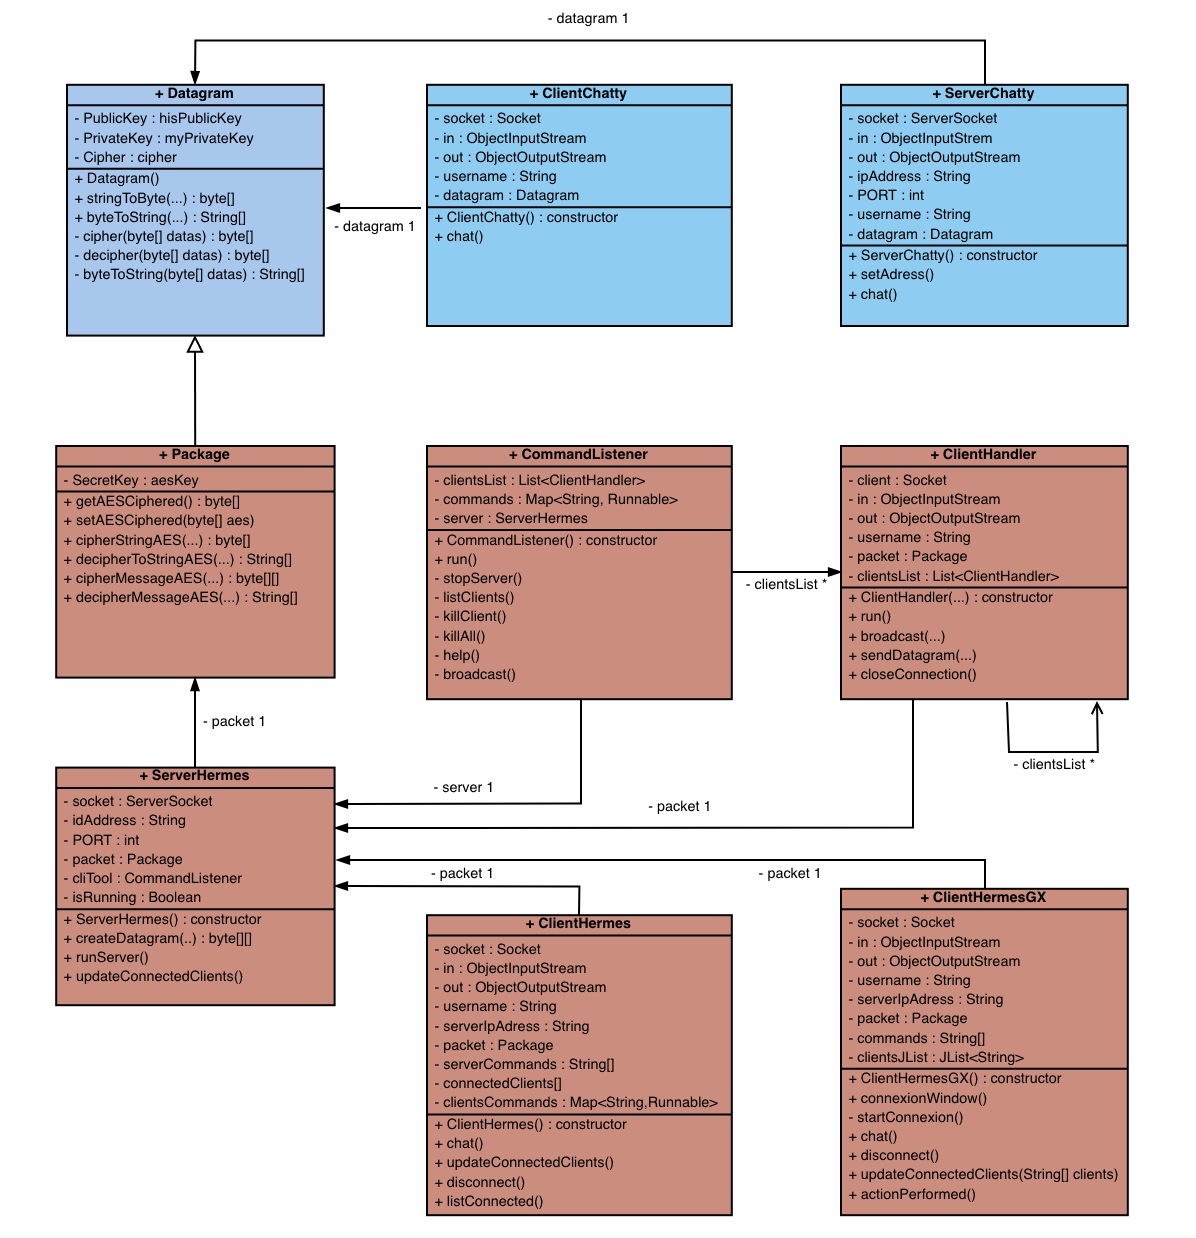 - datagram 1
+ Datagram
- PublicKey : hisPublicKey
- PrivateKey : myPrivateKey
- Cipher : cipher
+ Datagram()
+ stringToByte(...) : byte[]
+ byteToString(...) : String[]
- cipher(byte[] datas) : byte[]
- decipher(byte[] datas) : byte[]
- byteToString(byte[] datas) : String[]
- datagram 1
+ ClientChatty
- socket : Socket
- in : ObjectInputStream
- out : ObjectOutputStream
- username : String
- datagram : Datagram
+ ClientChatty() : constructor
+ chat()
+ ServerChatty
- socket : ServerSocket
- in : ObjectInputStrem
- out : ObjectOutputStream
- ipAddress : String
- PORT : int
- username : String
- datagram : Datagram
+ ServerChatty() : constructor
+ setAdress()
+ chat()
+ Package
- SecretKey : aesKey
+ getAESCiphered() : byte[]
+ setAESCiphered(byte[] aes)
+ cipherStringAES(...) : byte[]
+ decipherToStringAES(...) : String[]
+ cipherMessageAES(...) : byte[][]
+ decipherMessageAES(...) : String[]
+ CommandListener
- clientsList : List<ClientHandler>
- commands : Map<String, Runnable>
- server : ServerHermes
+ CommandListener() : constructor
+ run()
- stopServer()
- listClients()
- killClient()
- killAll()
- help()
- broadcast()
- clientsList *
+ ClientHandler
- client : Socket
- in : ObjectInputStream
- out : ObjectOutputStream
- username : String
- packet : Package
- clientsList : List<ClientHandler>
+ ClientHandler(...) : constructor
+ run()
+ broadcast(...)
+ sendDatagram(...)
+ closeConnection()
- clientsList *
- packet 1
- server 1
- packet 1
+ ServerHermes
- socket : ServerSocket
- idAddress : String
- PORT : int
- packet : Package
- cliTool : CommandListener
- isRunning : Boolean
+ ServerHermes() : constructor
+ createDatagram(..) : byte[][]
+ runServer()
+ updateConnectedClients()
- packet 1
- packet 1
+ ClientHermes
- socket : Socket
- in : ObjectInputStream
- out : ObjectOutputStream
- username : String
- serverIpAdress : String
- packet : Package
- serverCommands : String[]
- connectedClients[]
- clientsCommands : Map<String,Runnable>
+ ClientHermes() : constructor
+ chat()
+ updateConnectedClients()
+ disconnect()
+ listConnected()
+ ClientHermesGX
- socket : Socket
- in : ObjectInputStream
- out : ObjectOutputStream
- username : String
- serverIpAdress : String
- packet : Package
- commands : String[]
- clientsJList : JList<String>
+ ClientHermesGX() : constructor
+ connexionWindow()
- startConnexion()
+ chat()
+ disconnect()
+ updateConnectedClients(String[] clients)
+ actionPerformed()